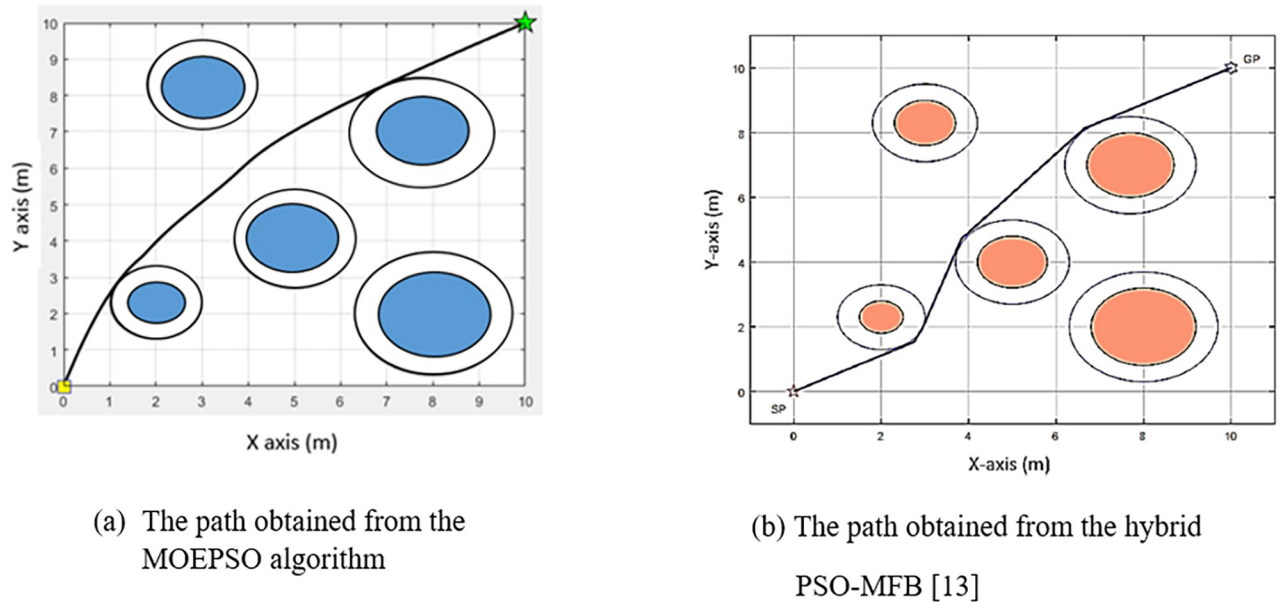 10
9
8
7
6
5
4
3
2
1
0
0 1 2 3 4 5 6 7 8 9 10
Y axis (m)
X axis (m)
(a) The path obtained from the
MOEPSO algorithm
10
8
6
4
2
0
0 2 4 6 8 10
Y-axis (m)
X-axis (m)
GP
SP
(b) The path obtained from the hybrid
PSO-MFB [13]